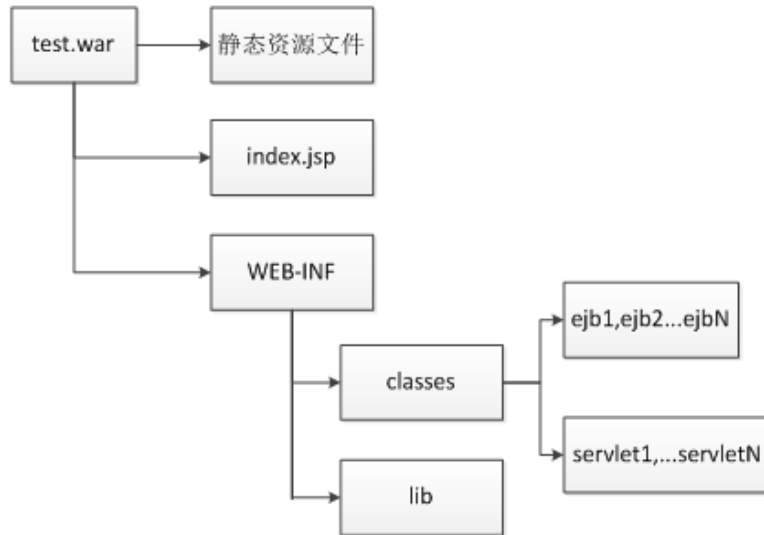 test.war
静态资源文件
index.jsp
WEB-INF
ejb1,ejb2...ejbN
classes
servlet1,...servletN
lib